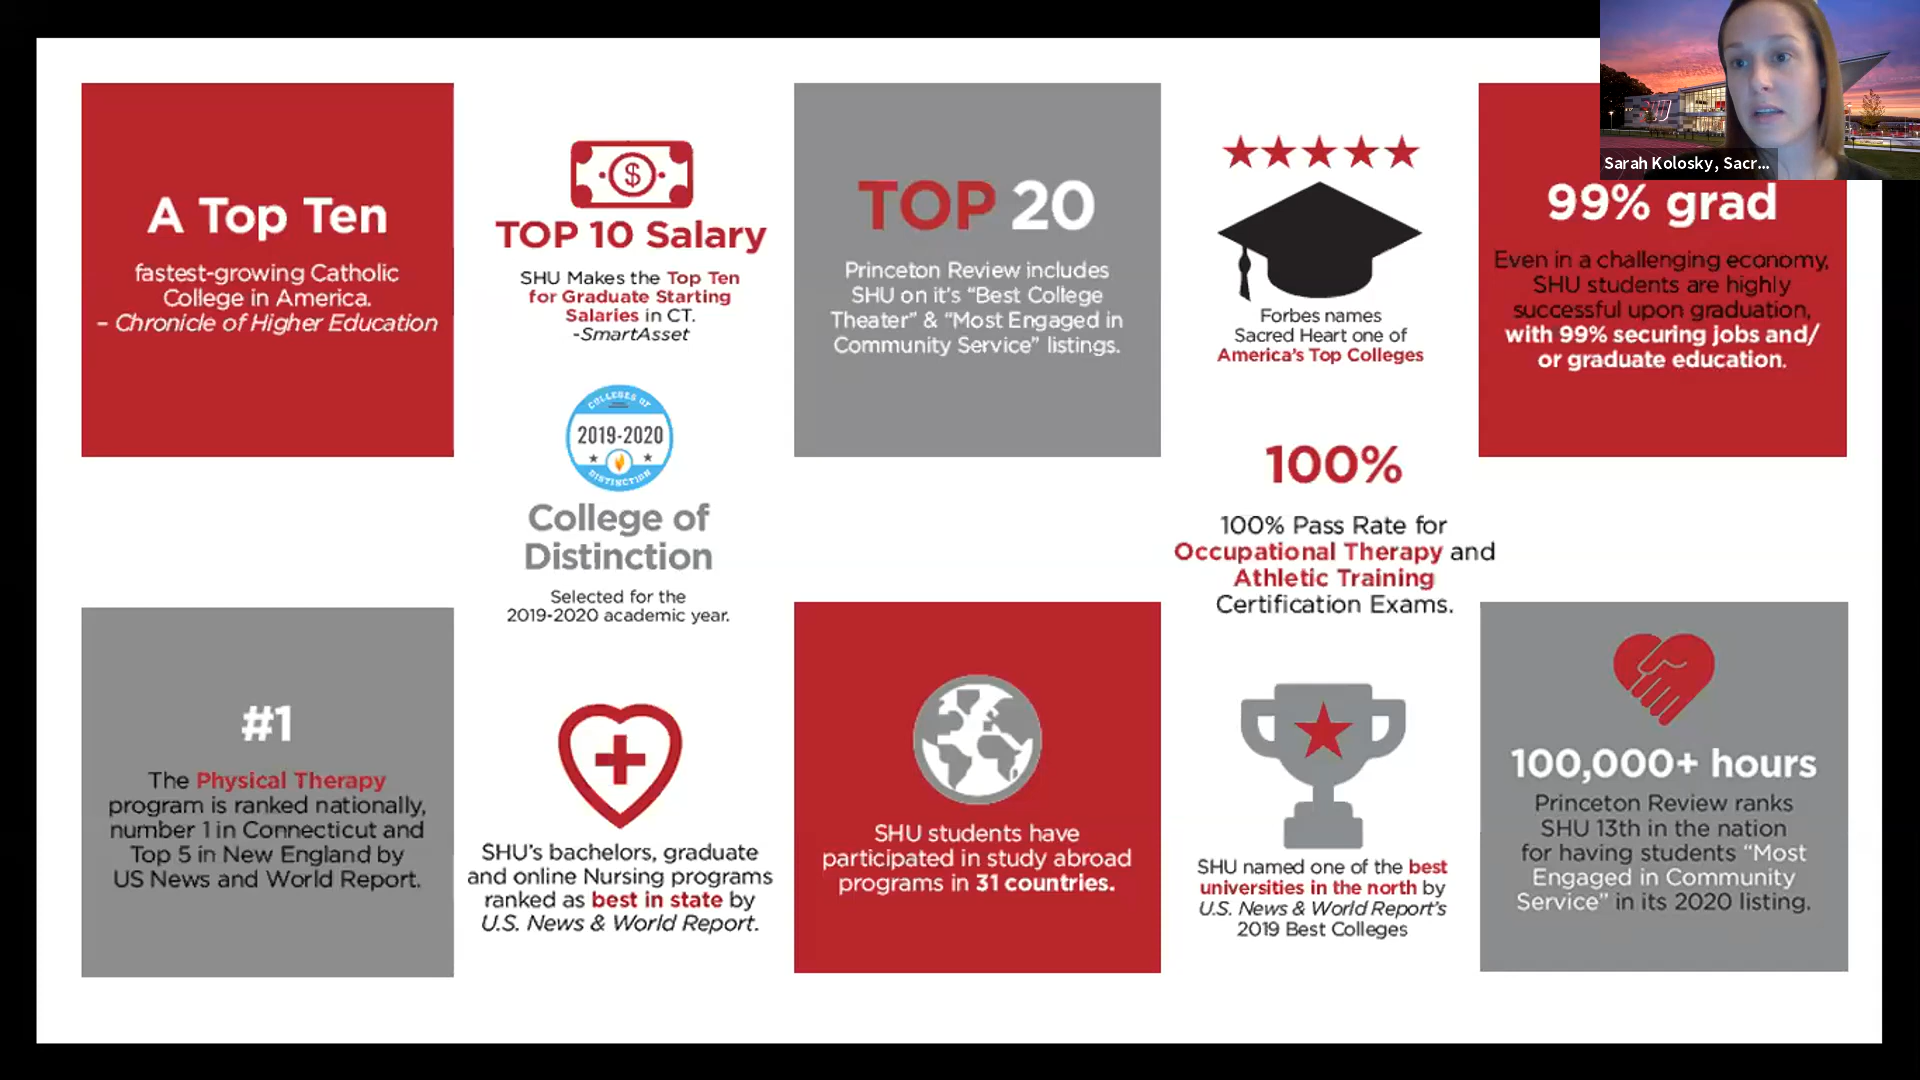 A Top Ten
fastest-growing Catholic
College in America.
– Chronicle of Higher Education
$
TOP 10 Salary
SHU Makes the Top Ten
for Graduate Starting
Salaries in CT.
-SmartAsset
COLLEGES OF
2019-2020
DISTINCTION
College of
Distinction
Selected for the
2019-2020 academic year.
TOP 20
Princeton Review includes
SHU on it's “Best College
Theater” & “Most Engaged in
Community Service” listings.
Forbes names
Sacred Heart one of
America's Top Colleges
100%
100% Pass Rate for
Occupational Therapy and
Athletic Training
Certification Exams.
Sarah Kolosky, Sacr...
99% grad
Even in a challenging economy,
SHU students are highly
successful upon graduation,
with 99% securing jobs and/
or graduate education.
#1
The Physical Therapy
program is ranked nationally,
number 1 in Connecticut and
Top 5 in New England by
US News and World Report.
SHU's bachelors, graduate
and online Nursing programs
ranked as best in state by
U.S. News & World Report.
SHU students have
participated in study abroad
programs in 31 countries.
SHU named one of the best
universities in the north by
U.S. News & World Report's
2019 Best Colleges
100,000+ hours
Princeton Review ranks
SHU 13th in the nation
for having students “Most
Engaged in Community
Service” in its 2020 listing.